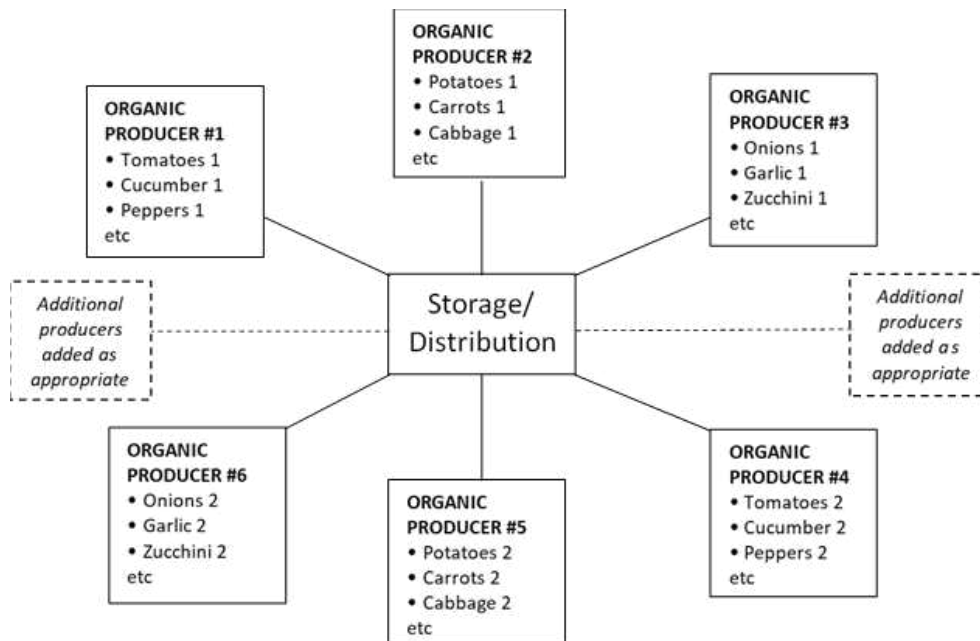 ORGANIC
PRODUCER #2
• Potatoes 1
• Carrots 1
• Cabbage 1
etc
ORGANIC
PRODUCER #1
• Tomatoes 1
• Cucumber 1
• Peppers 1
etc
ORGANIC
PRODUCER #3
• Onions 1
• Garlic 1
• Zucchini 1
etc
Additional
producers
added as
appropriate
Storage/
Distribution
Additional
producers
added as
appropriate
ORGANIC
PRODUCER #6
• Onions 2
• Garlic 2
• Zucchini 2
etc
ORGANIC
PRODUCER #5
• Potatoes 2
• Carrots 2
• Cabbage 2
etc
ORGANIC
PRODUCER #4
• Tomatoes 2
• Cucumber 2
• Peppers 2
etc